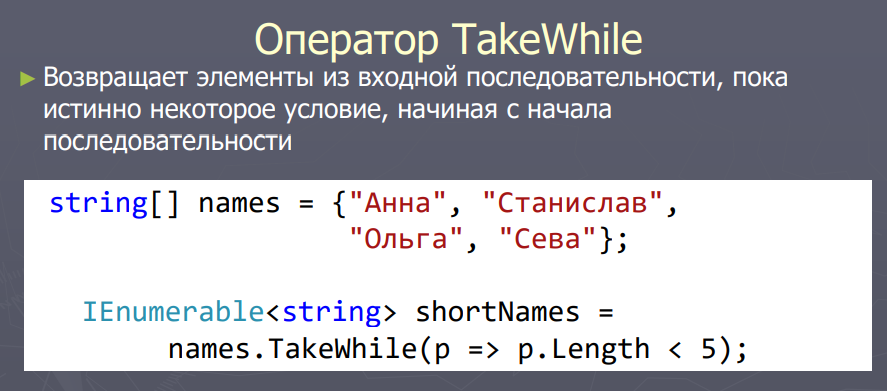 Оператор TakeWhile
► Возвращает элементы из входной последовательности, пока
истинно некоторое условие, начиная с начала
последовательности
string[] names = {"Анна", "Станислав",
"Ольга", "Сева"};
IEnumerable<string> shortNames =
names.TakeWhile(p => p.Length < 5);